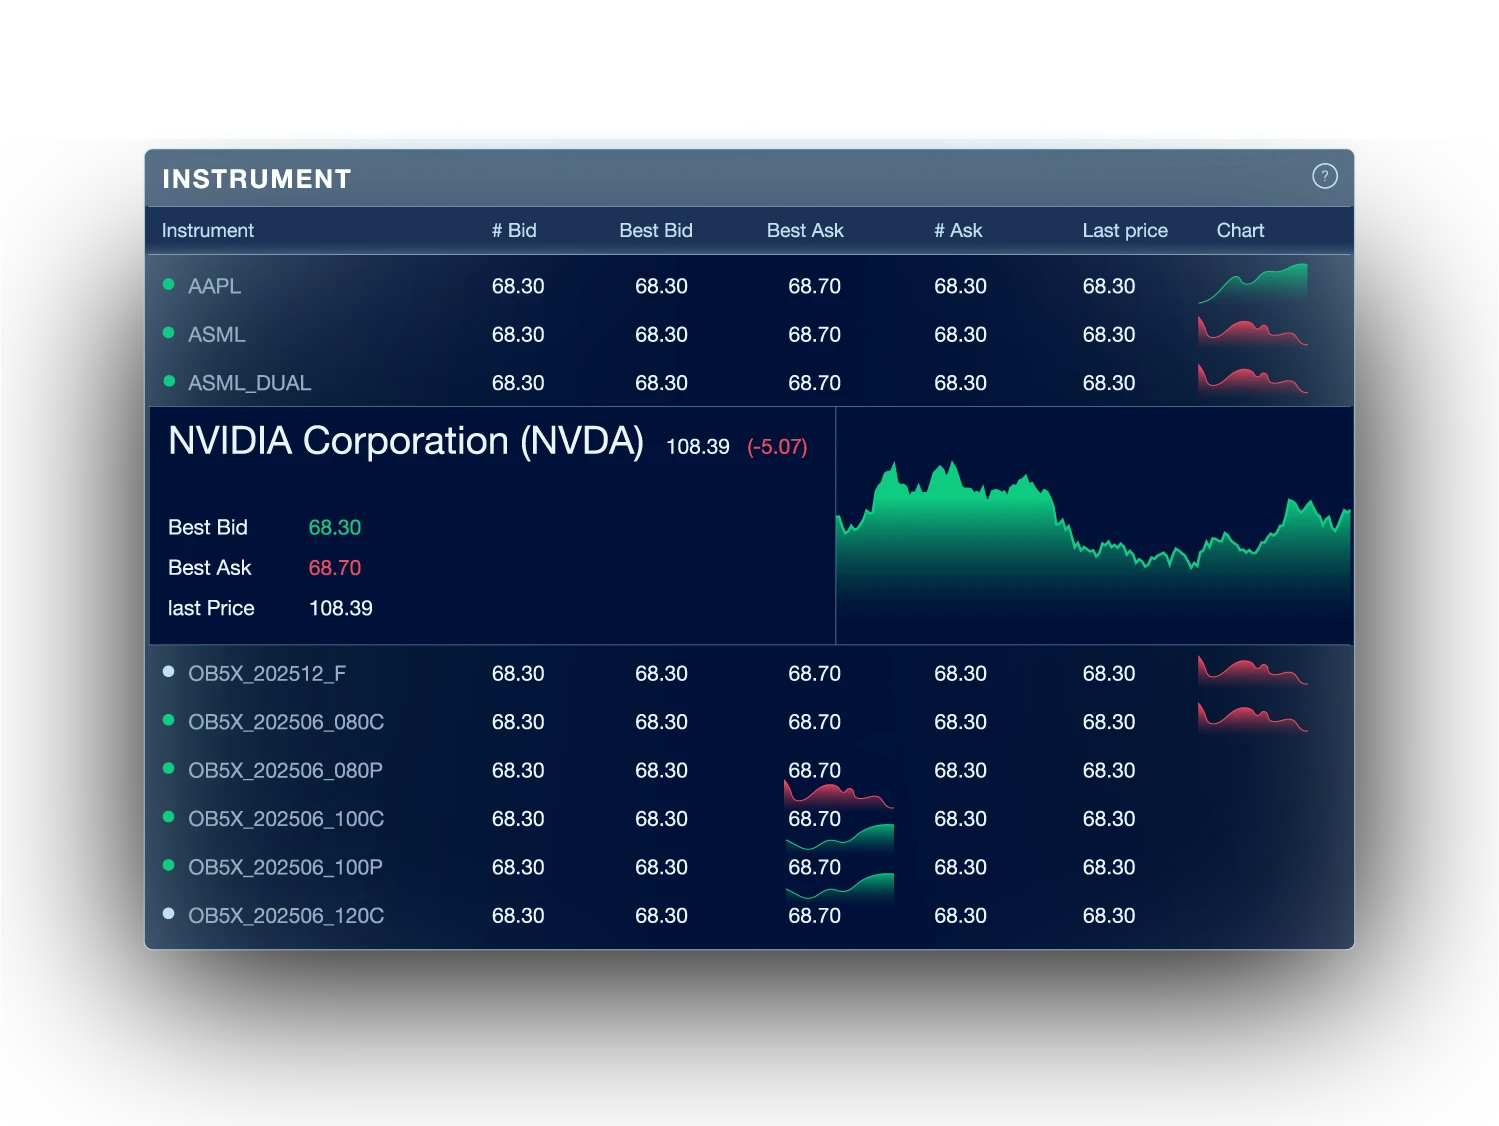 INSTRUMENT ?
Instrument # Bid Best Bid Best Ask # Ask Last price Chart
AAPL 68.30 68.30 68.70 68.30 68.30
ASML 68.30 68.30 68.70 68.30 68.30
ASML_DUAL 68.30 68.30 68.70 68.30 68.30
NVIDIA Corporation (NVDA) 108.39 (-5.07)
Best Bid 68.30
Best Ask 68.70
last Price 108.39
OB5X_202512_F 68.30 68.30 68.70 68.30 68.30
OB5X_202506_080C 68.30 68.30 68.70 68.30 68.30
OB5X_202506_080P 68.30 68.30 68.70 68.30 68.30
OB5X_202506_100C 68.30 68.30 68.70 68.30 68.30
OB5X_202506_100P 68.30 68.30 68.70 68.30 68.30
OB5X_202506_120C 68.30 68.30 68.70 68.30 68.30